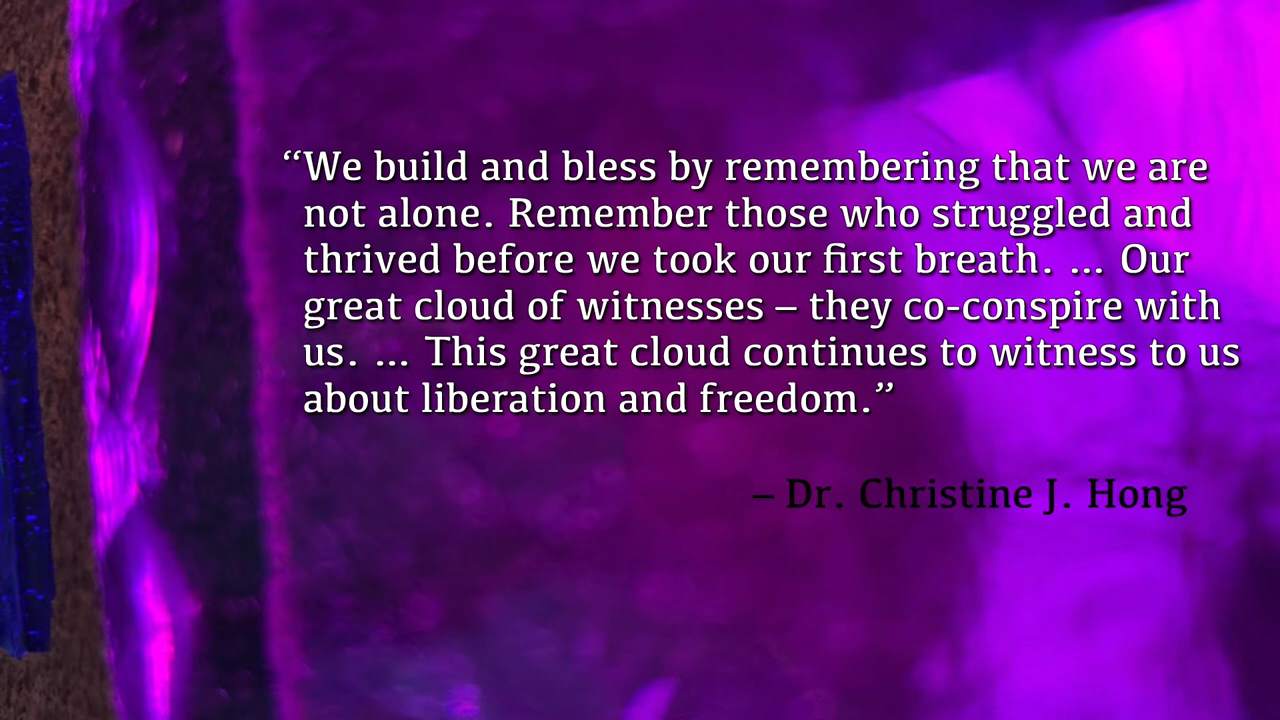 “We build and bless by remembering that we are
not alone. Remember those who struggled and
thrived before we took our first breath. … Our
great cloud of witnesses – they co-conspire with
us. … This great cloud continues to witness to us
about liberation and freedom.”
– Dr. Christine J. Hong